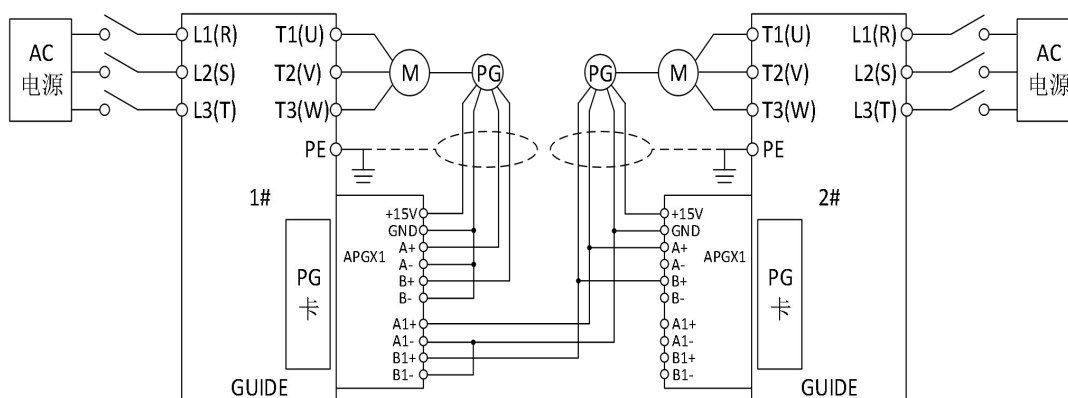 AC
电源
L1(R)
L2(S)
L3(T)
T1(U)
T2(V)
T3(W)
PE
M
PG
1#
PG
卡
APGX1
+15V
GND
A+
A-
B+
B-
A1+
A1-
B1+
B1-
GUIDE
PG
M
T1(U)
T2(V)
T3(W)
PE
L1(R)
L2(S)
L3(T)
AC
电源
2#
+15V
GND
A+
A-
B+
B-
A1+
A1-
B1+
B1-
APGX1
PG
卡
GUIDE